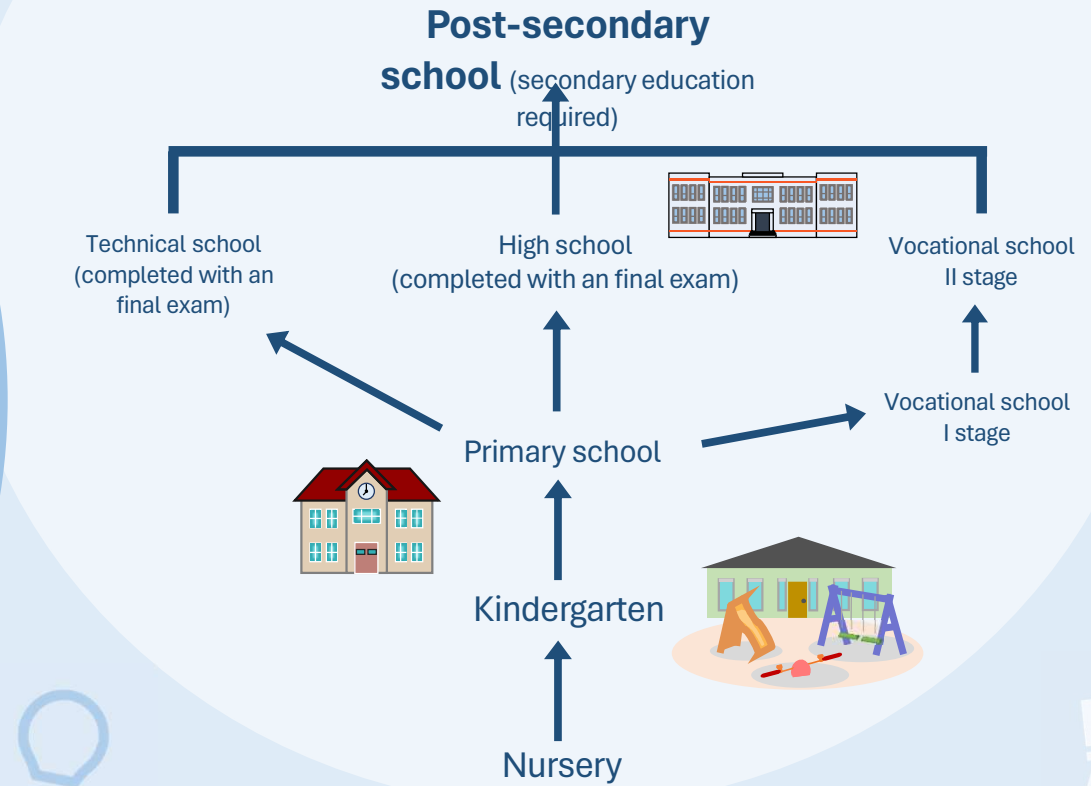 Post-secondary
school (secondary education
required)
Technical school
(completed with an
final exam)
High school
(completed with an final exam)
Vocational school
II stage
Vocational school
I stage
Primary school
Kindergarten
Nursery